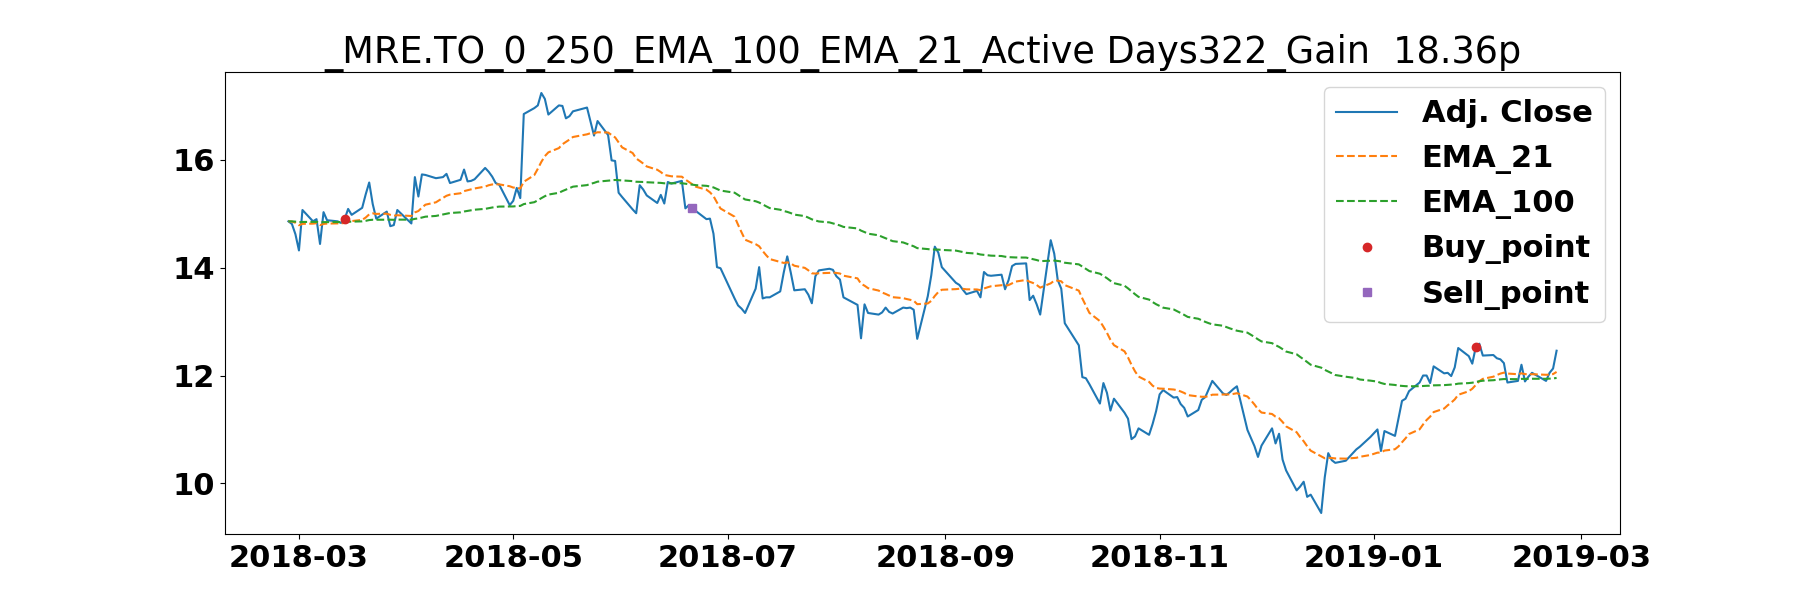 _MRE.TO_0_250_EMA_100_EMA_21_Active Days322_Gain  18.36p
Adj. Close
EMA_21
EMA_100
Buy_point
Sell_point
16
14
12
10
2018-03 2018-05 2018-07 2018-09 2018-11 2019-01 2019-03